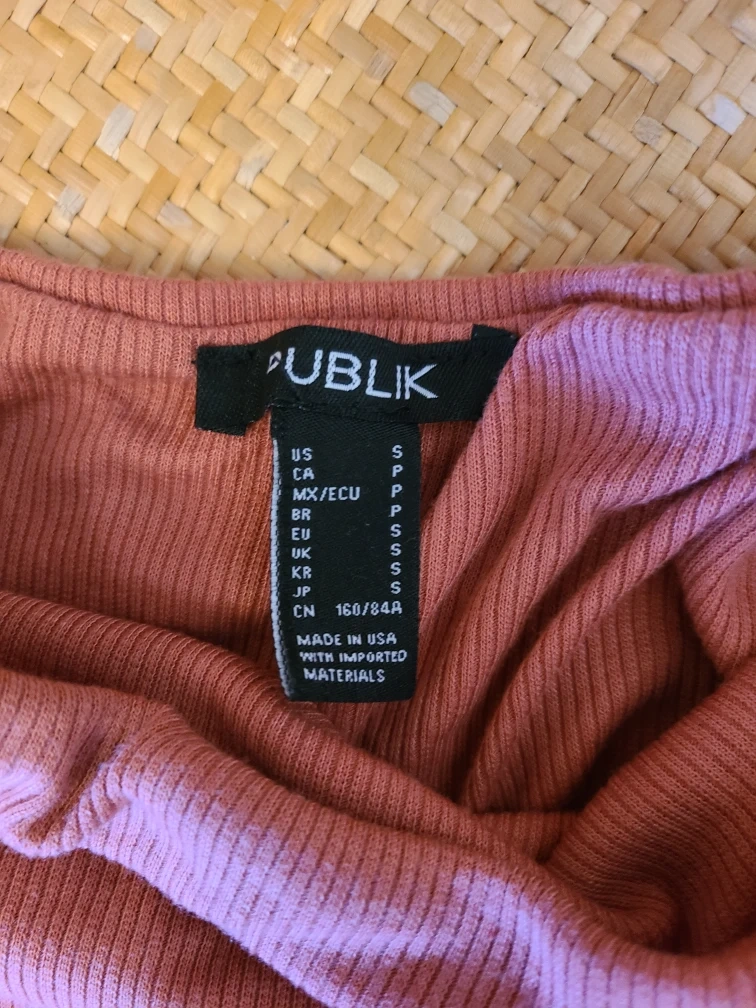 PUBLIK
US S
CA P
MX/ECU P
BR P
EU S
UK S
KR S
JP S
CN 160/84A
MADE IN USA
WITH IMPORTED
MATERIALS